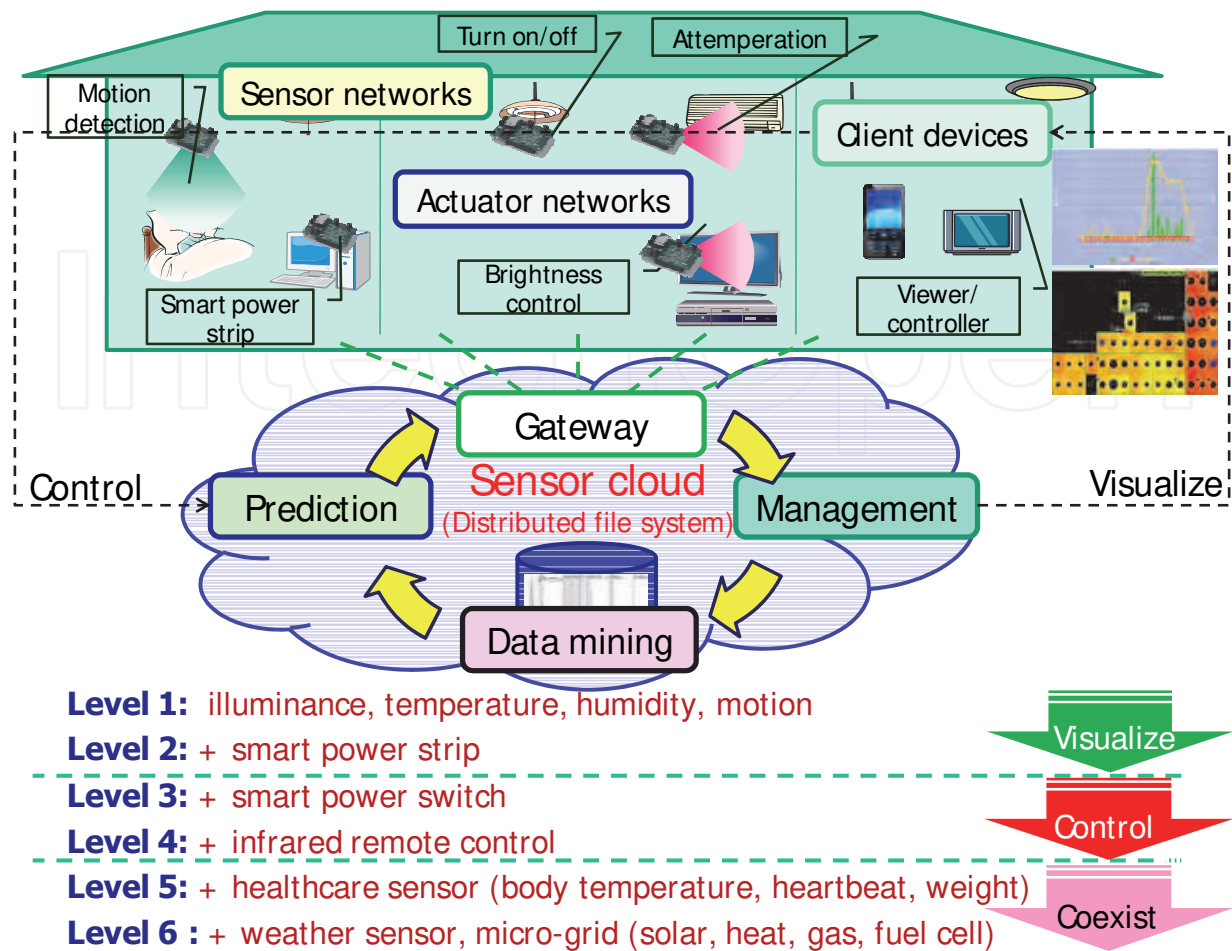 Turn on/off
Attemperation
Motion
detection
Sensor networks
Client devices
Actuator networks
Smart power
strip
Brightness
control
Viewer/
controller
Gateway
Control
Prediction
Sensor cloud
(Distributed file system)
Management
Visualize
Data mining
Level 1: illuminance, temperature, humidity, motion
Level 2: + smart power strip
Visualize
Level 3: + smart power switch
Level 4: + infrared remote control
Control
Level 5: + healthcare sensor (body temperature, heartbeat, weight)
Level 6 : + weather sensor, micro-grid (solar, heat, gas, fuel cell)
Coexist